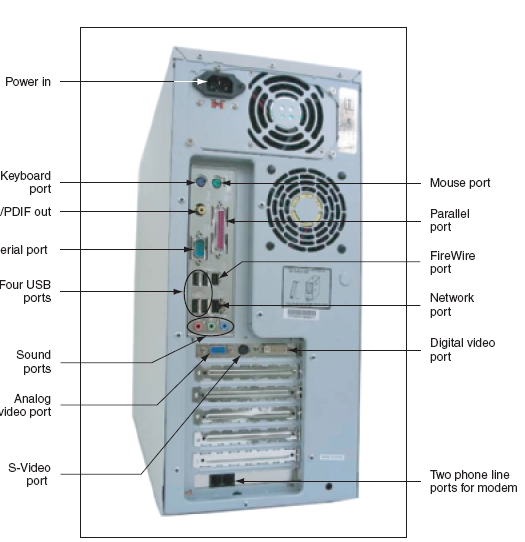 Power in
Keyboard
port
/PDIF out
erial port
Four USB
ports
Sound
ports
Analog
video port
S-Video
port
Mouse port
Parallel
port
FireWire
port
Network
port
Digital video
port
Two phone line
ports for modem